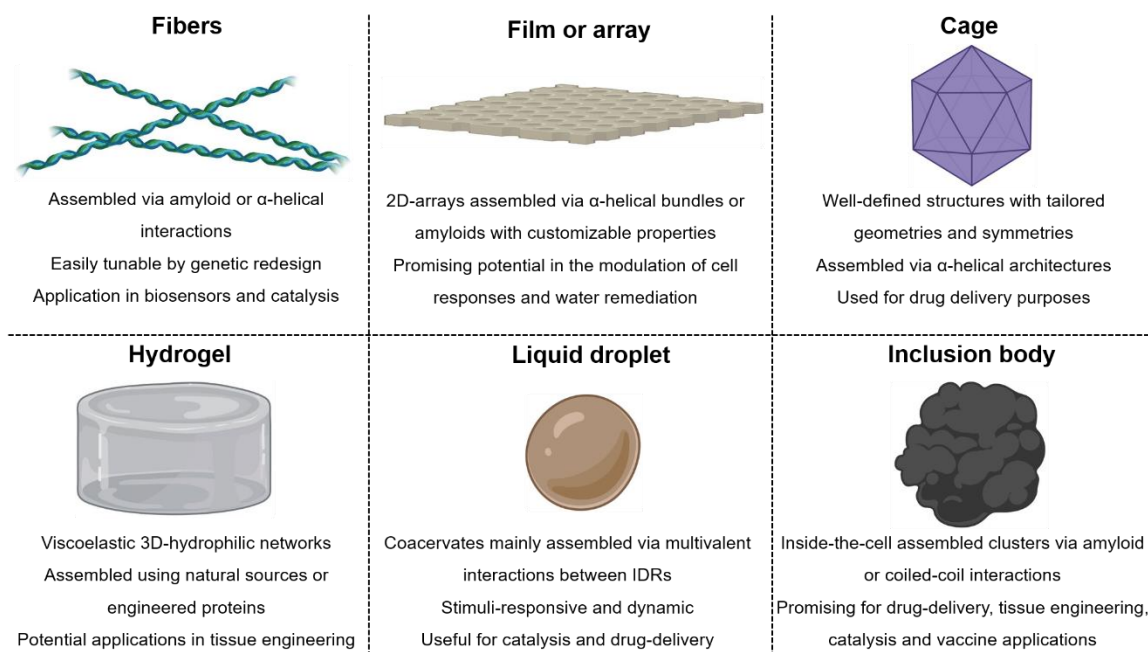 Fibers
Assembled via amyloid or α-helical
interactions
Easily tunable by genetic redesign
Application in biosensors and catalysis
Film or array
2D-arrays assembled via α-helical bundles or
amyloids with customizable properties
Promising potential in the modulation of cell
responses and water remediation
Cage
Well-defined structures with tailored
geometries and symmetries
Assembled via α-helical architectures
Used for drug delivery purposes
Hydrogel
Viscoelastic 3D-hydrophilic networks
Assembled using natural sources or
engineered proteins
Potential applications in tissue engineering
Liquid droplet
Coacervates mainly assembled via multivalent
interactions between IDRs
Stimuli-responsive and dynamic
Useful for catalysis and drug-delivery
Inclusion body
Inside-the-cell assembled clusters via amyloid
or coiled-coil interactions
Promising for drug-delivery, tissue engineering,
catalysis and vaccine applications